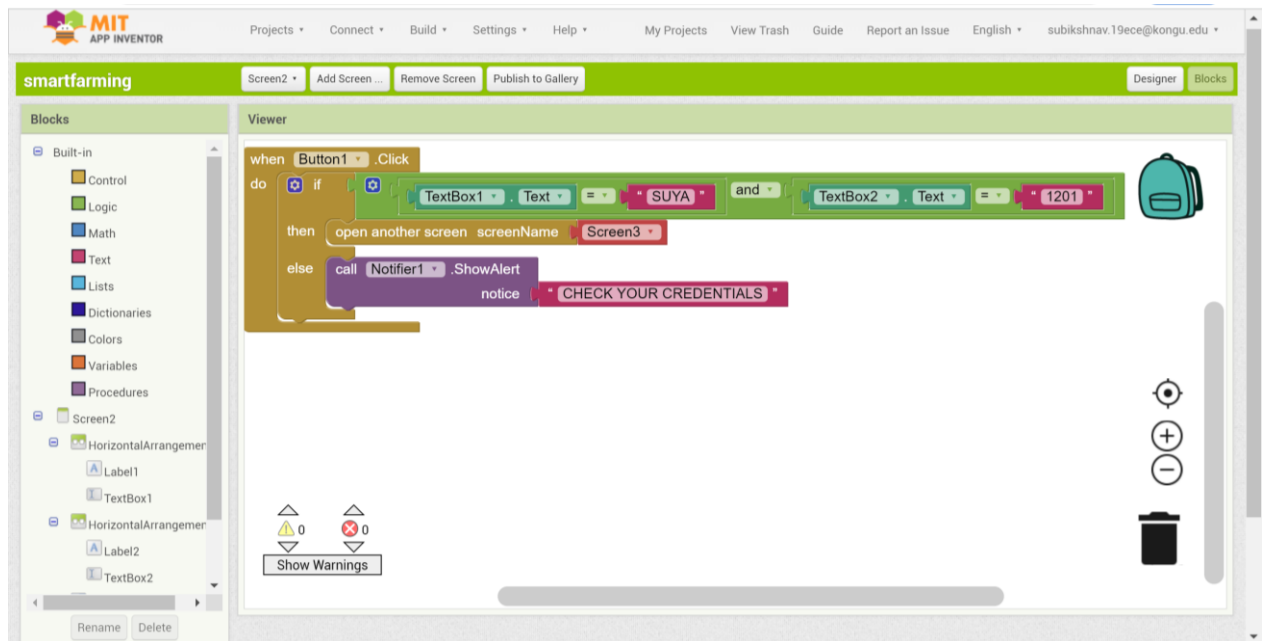 MIT
APP INVENTOR
Projects Connect Build Settings Help My Projects View Trash Guide Report an Issue English subikshnav.19ece@kongu.edu
smartfarming
Screen2 Add Screen ... Remove Screen Publish to Gallery Designer Blocks
Blocks
Viewer
Built-in
Control
Logic
Math
Text
Lists
Dictionaries
Colors
Variables
Procedures
Screen2
HorizontalArrangemen
Label1
TextBox1
HorizontalArrangemen
Label2
TextBox2
Rename Delete
when Button1 .Click
do if TextBox1 . Text = " SUYA " and TextBox2 . Text = " 1201 "
then open another screen screenName Screen3
else call Notifier1 .ShowAlert
notice " CHECK YOUR CREDENTIALS "
0 0
Show Warnings